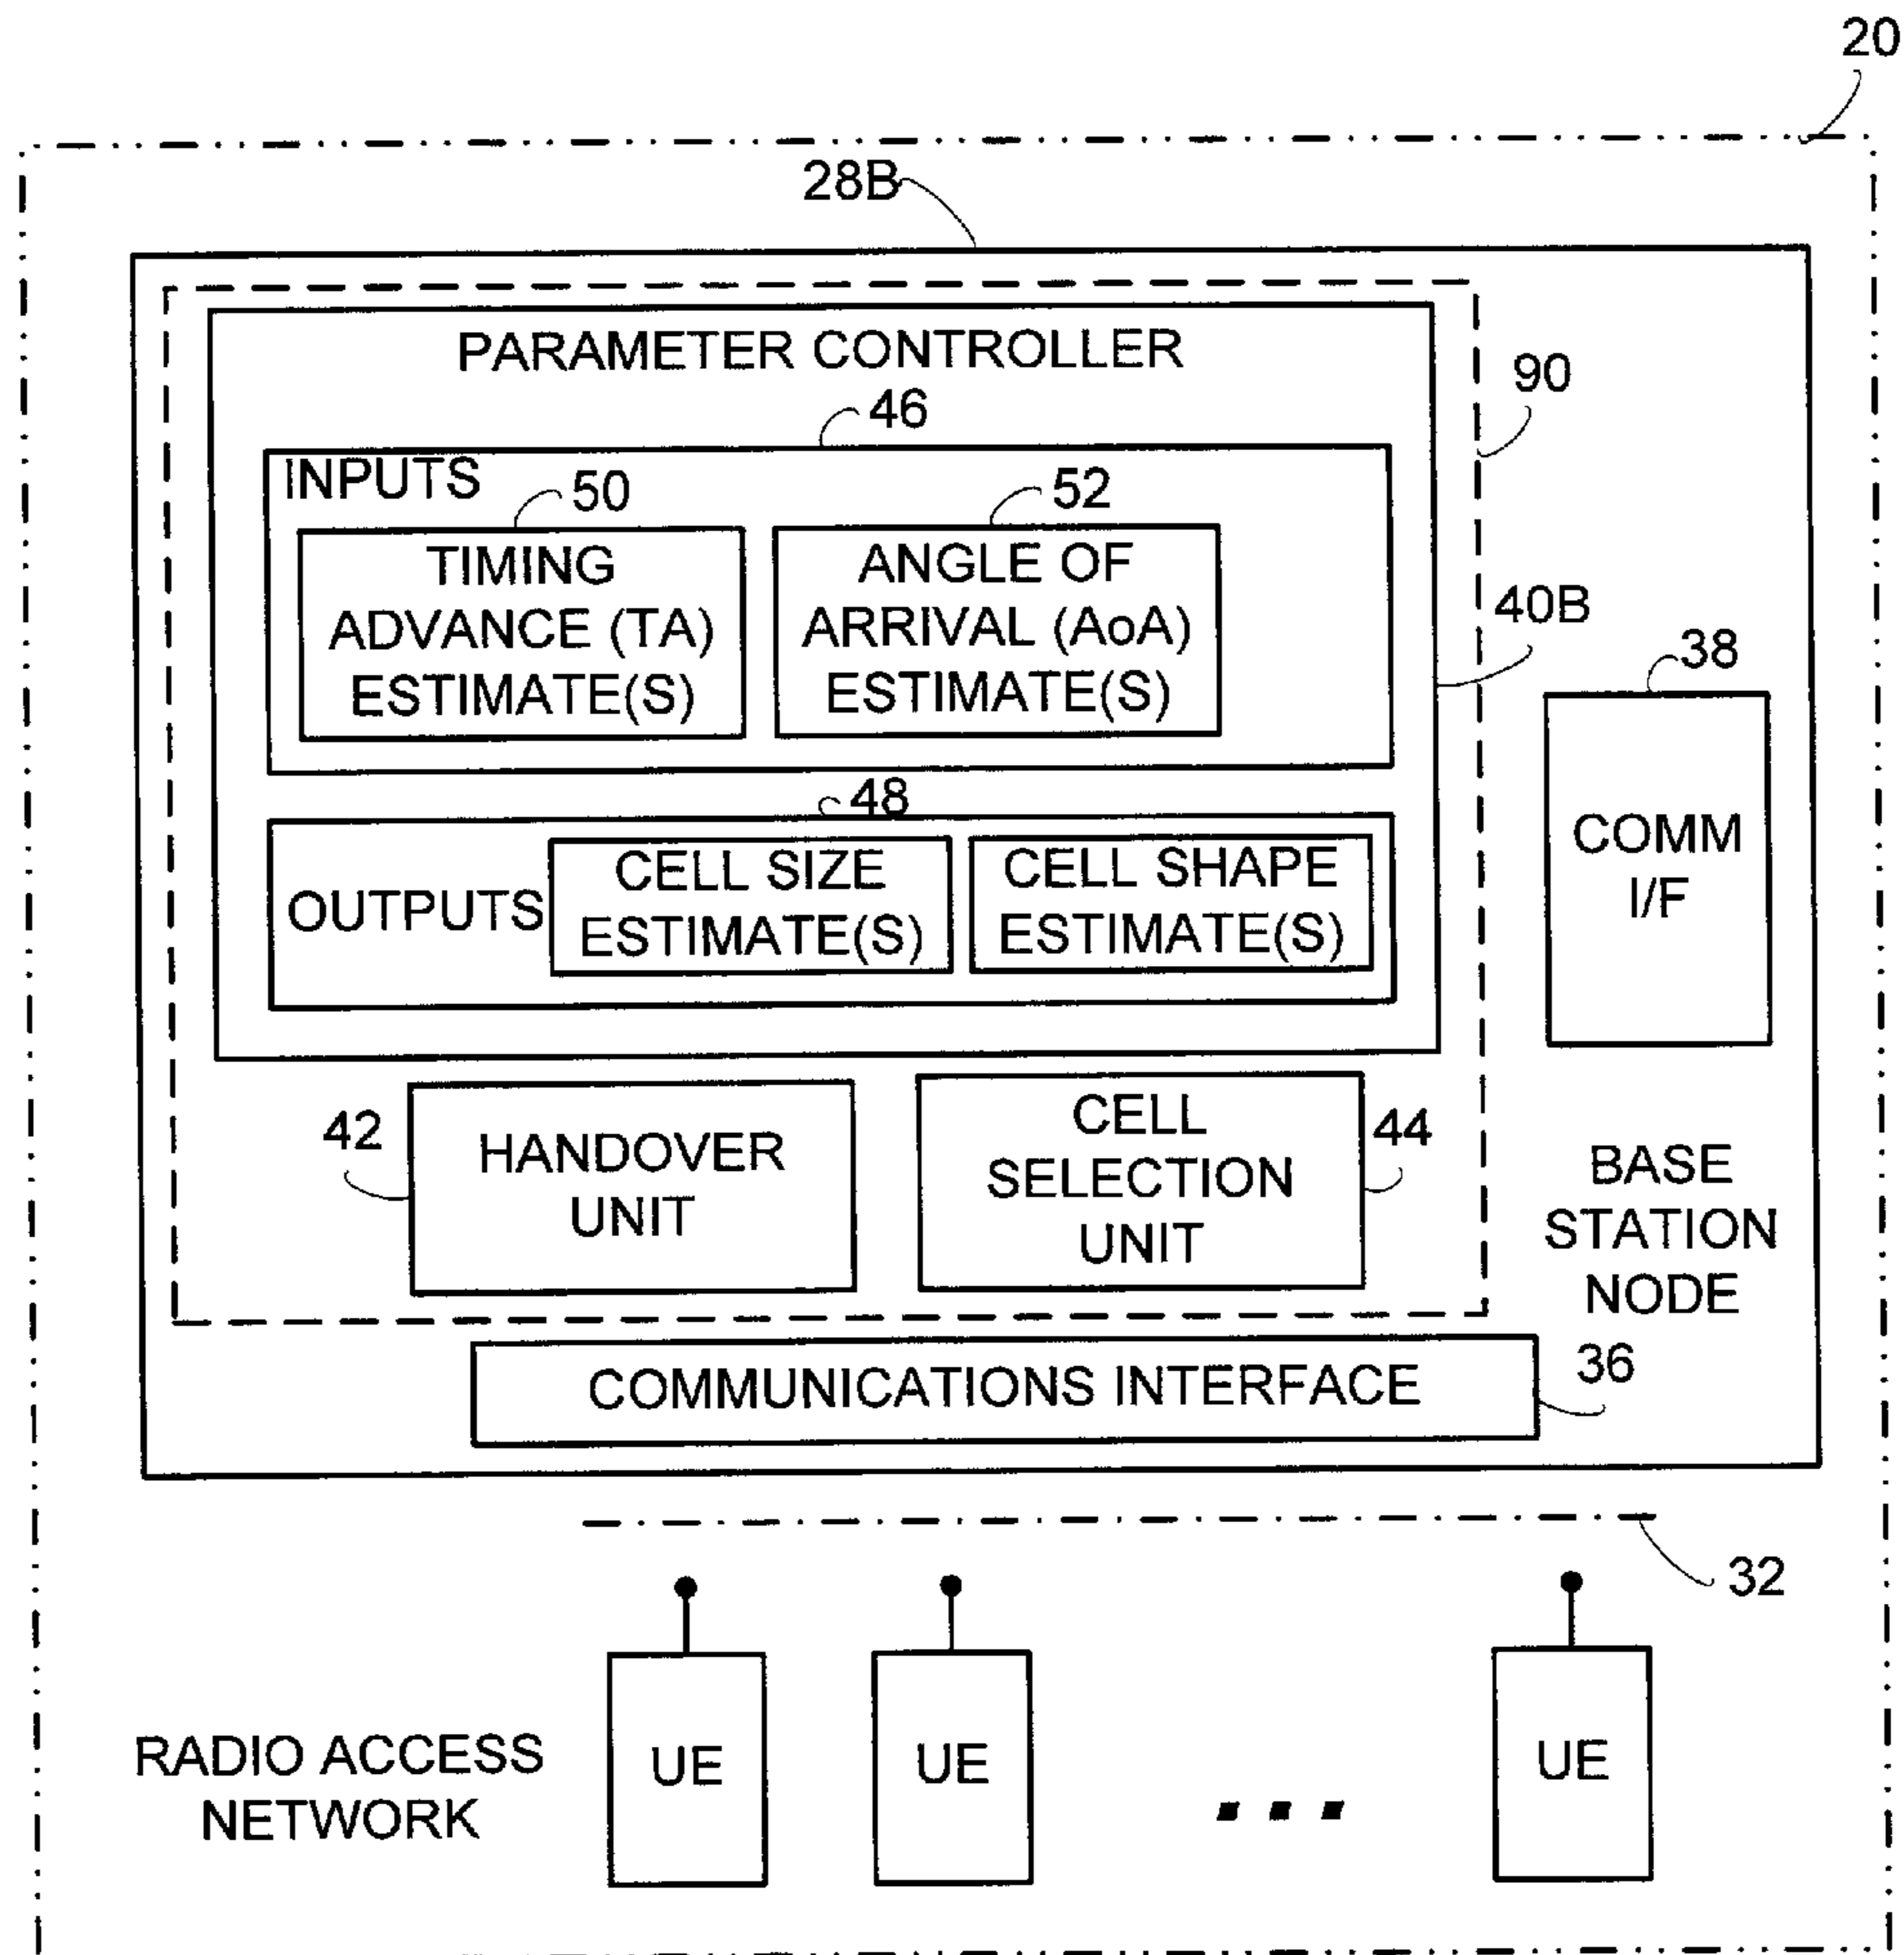 20
28B
PARAMETER CONTROLLER
90
46
INPUTS
50
52
TIMING
ADVANCE (TA)
ESTIMATE(S)
ANGLE OF
ARRIVAL (AoA)
ESTIMATE(S)
40B
38
COMM
I/F
48
OUTPUTS
CELL SIZE
ESTIMATE(S)
CELL SHAPE
ESTIMATE(S)
42
HANDOVER
UNIT
CELL
SELECTION
UNIT
44
BASE
STATION
NODE
COMMUNICATIONS INTERFACE
36
32
RADIO ACCESS
NETWORK
UE
UE
UE